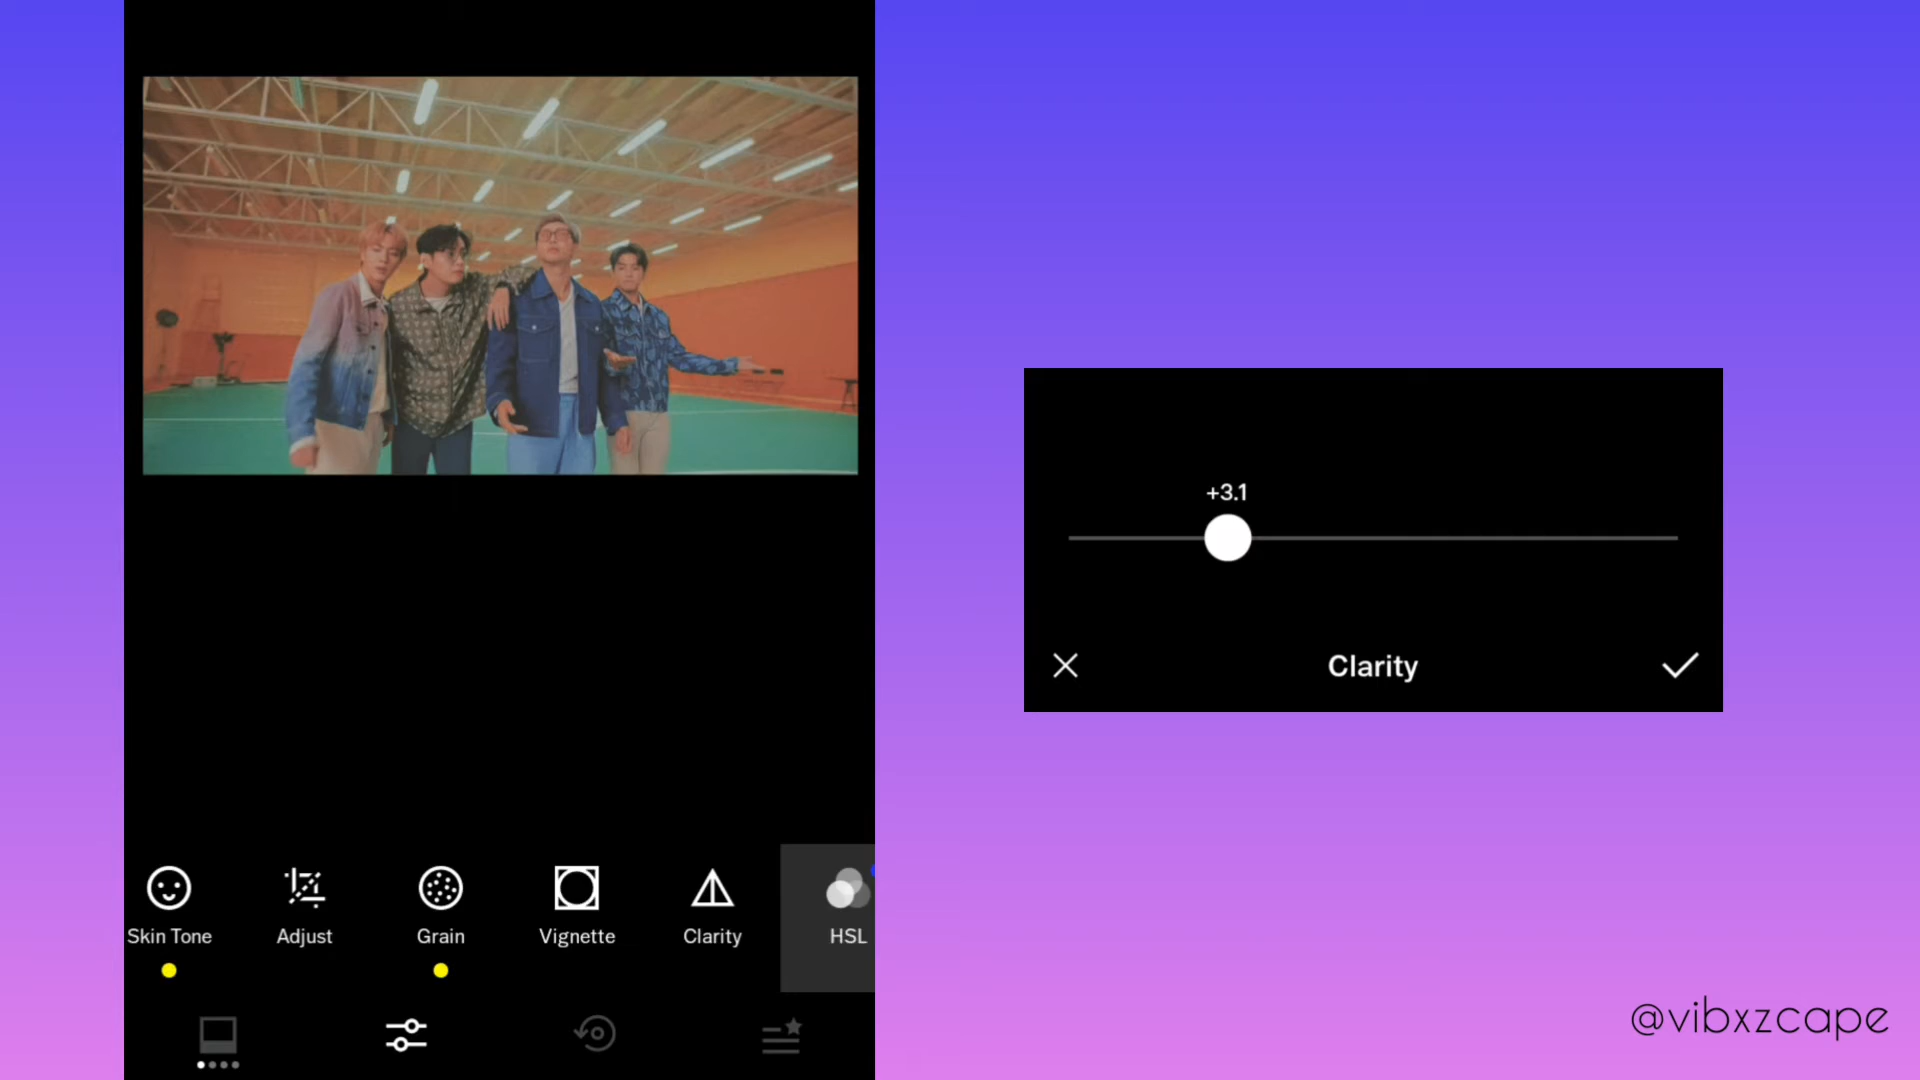 +3.1
Clarity
Skin Tone
Adjust
Grain
Vignette
Clarity
HSL
@vibxzcape